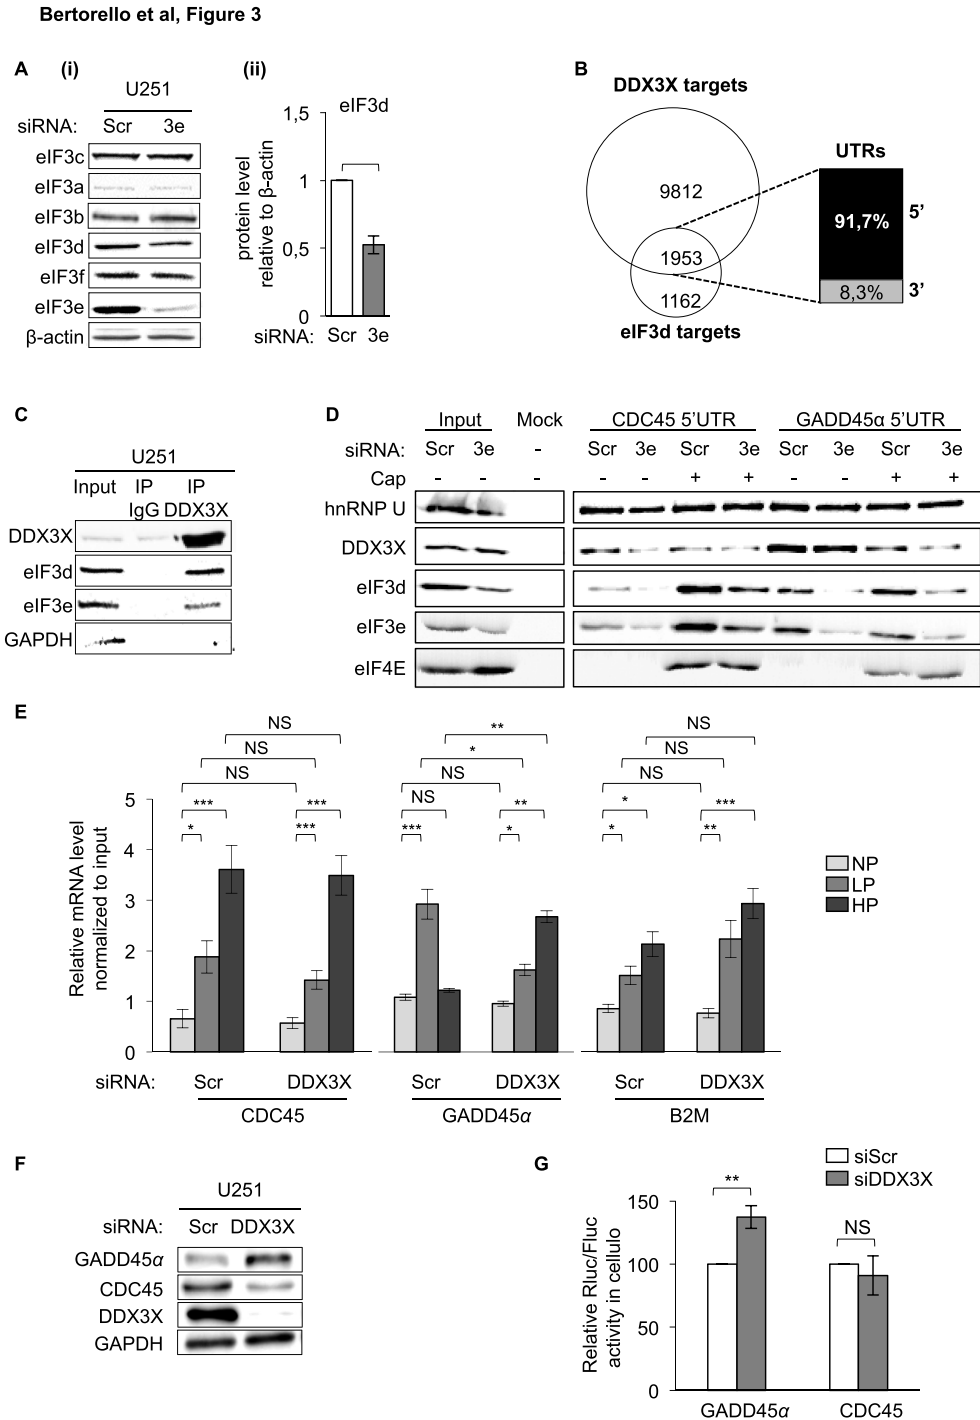 Bertorello et al, Figure 3
A (i)
U251
siRNA: Scr 3e
eIF3c
eIF3a
eIF3b
eIF3d
eIF3f
eIF3e
β-actin
(ii)
eIF3d
protein level
relative to β-actin
1,5
1
0,5
0
siRNA: Scr 3e
B
DDX3X targets
9812
1953
1162
eIF3d targets
UTRs
91,7%
5’
8,3%
3’
C
U251
Input IP IP
IgG DDX3X
DDX3X
eIF3d
eIF3e
GAPDH
D
Input Mock CDC45 5’UTR GADD45α 5’UTR
siRNA: Scr 3e - Scr 3e Scr 3e Scr 3e Scr 3e
Cap - - - - - + + - - + +
hnRNP U
DDX3X
eIF3d
eIF3e
eIF4E
E
NS NS
NS ** NS
NS * NS
NS NS NS
*** *** NS ** * ***
* *** *** * * **
Relative mRNA level
normalized to input
5
4
3
2
1
0
NP
LP
HP
siRNA: Scr DDX3X Scr DDX3X Scr DDX3X
CDC45 GADD45α B2M
F
U251
siRNA: Scr DDX3X
GADD45α
CDC45
DDX3X
GAPDH
G
siScr
siDDX3X
Relative Rluc/Fluc
activity in cellulo
150
100
50
0
**
NS
GADD45α CDC45